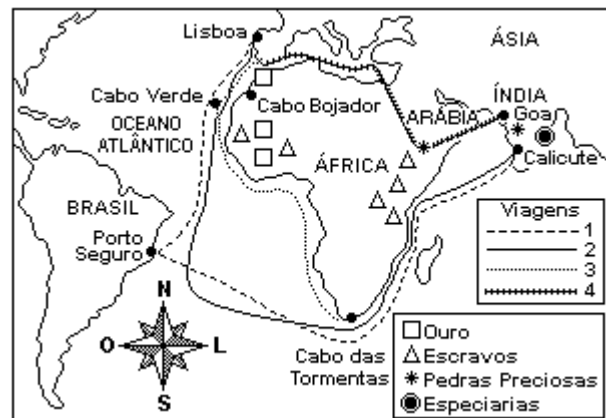 Lisboa
ÁSIA
Cabo Verde
Cabo Bojador
OCEANO
ATLÂNTICO
ARÁBIA
ÍNDIA
Goa
Calicute
ÁFRICA
BRASIL
Porto
Seguro
Viagens
1
2
3
4
N
O
L
S
Cabo das
Tormentas
Ouro
Escravos
Pedras Preciosas
Especiarias